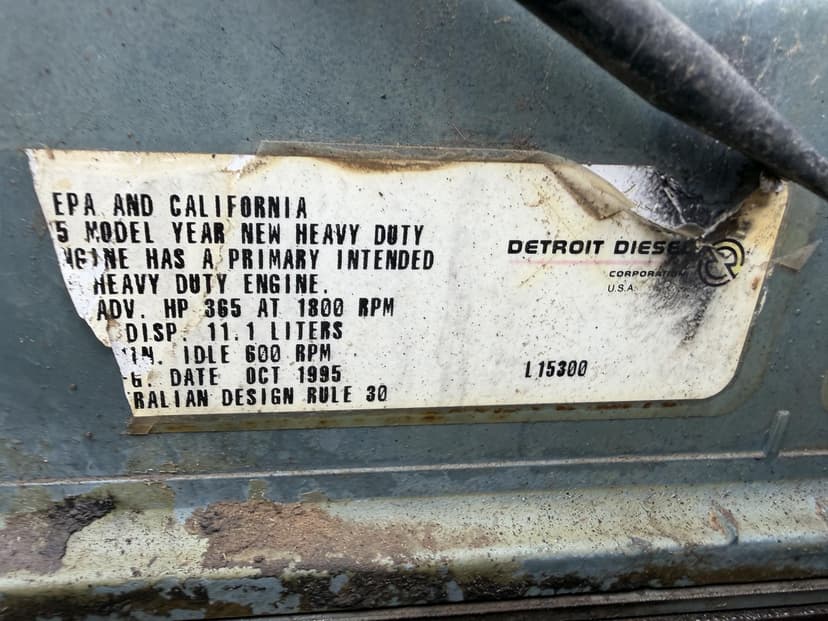 EPA AND CALIFORNIA
5 MODEL YEAR NEW HEAVY DUTY
NGINE HAS A PRIMARY INTENDED
HEAVY DUTY ENGINE.
ADV. HP 365 AT 1800 RPM
DISP. 11.1 LITERS
IN. IDLE 600 RPM
G. DATE OCT 1995
RALIAN DESIGN RULE 30
DETROIT DIESEL
CORPORATION
U.S.A.
L15300